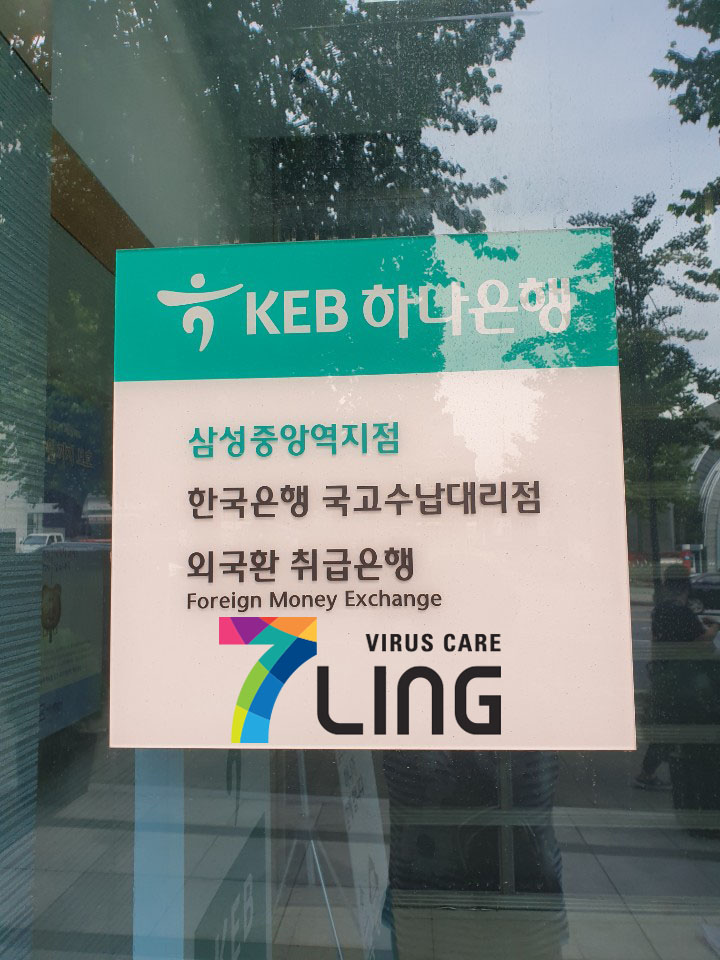 KEB 하나은행
삼성중앙역지점
한국은행 국고수납대리점
외국환 취급은행
Foreign Money Exchange
VIRUS CARE
7LING
KEB